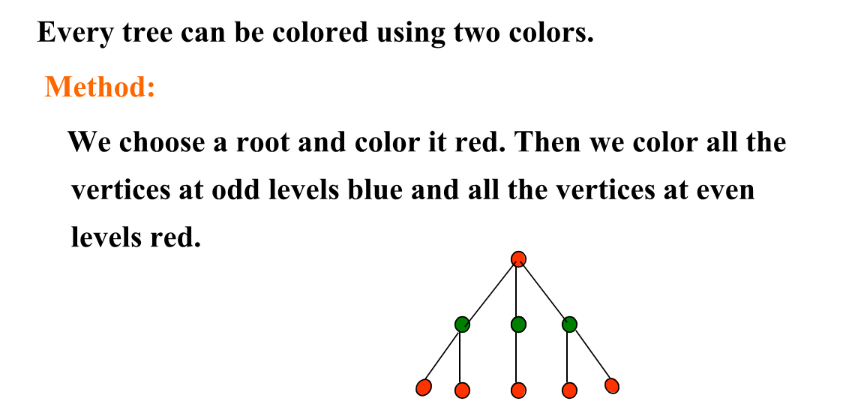 Every tree can be colored using two colors.
Method:
We choose a root and color it red. Then we color all the
vertices at odd levels blue and all the vertices at even
levels red.